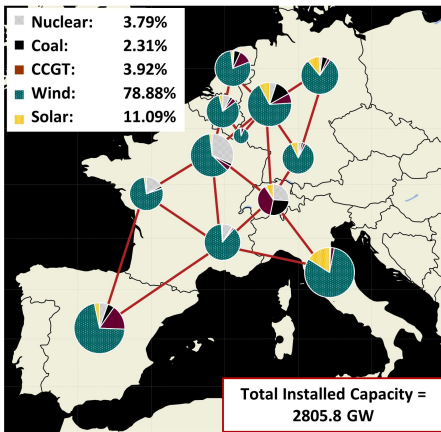 Nuclear: 3.79%
Coal: 2.31%
CCGT: 3.92%
Wind: 78.88%
Solar: 11.09%
Total Installed Capacity =
2805.8 GW